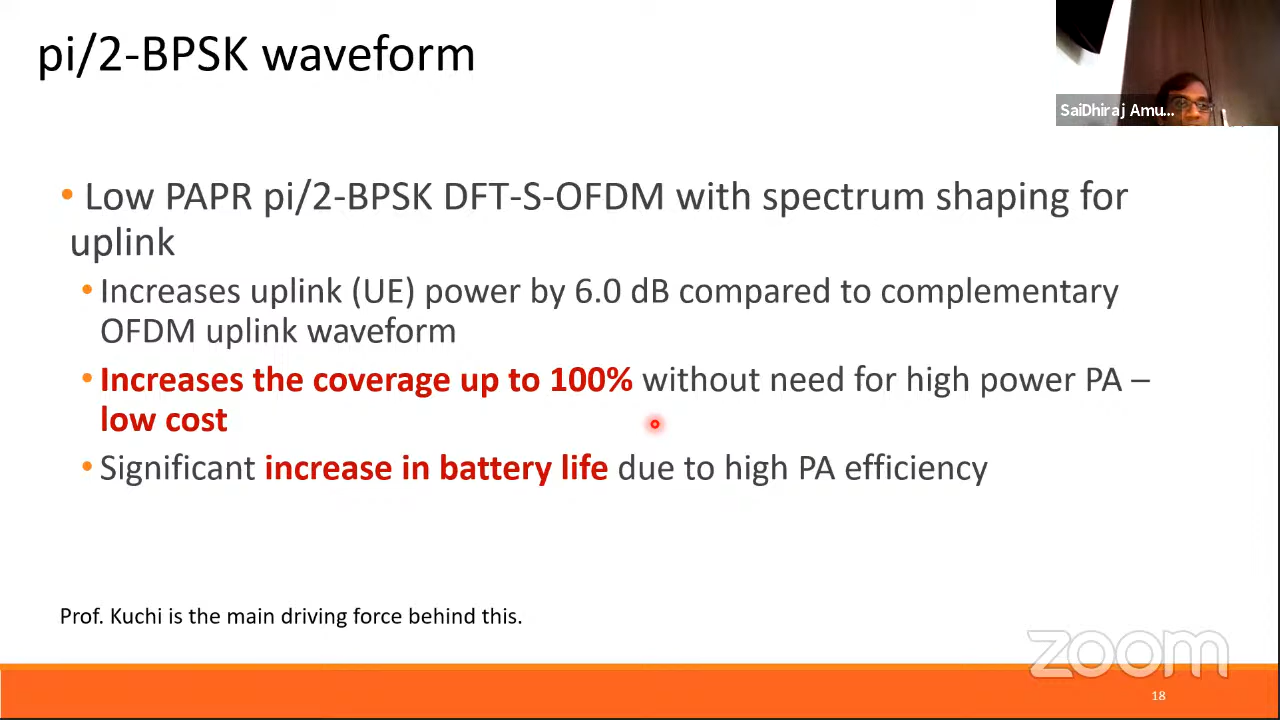 pi/2-BPSK waveform
SaiDhiraj Amu...
• Low PAPR pi/2-BPSK DFT-S-OFDM with spectrum shaping for
uplink
• Increases uplink (UE) power by 6.0 dB compared to complementary
OFDM uplink waveform
• Increases the coverage up to 100% without need for high power PA –
low cost
• Significant increase in battery life due to high PA efficiency
Prof. Kuchi is the main driving force behind this.
zoom
18